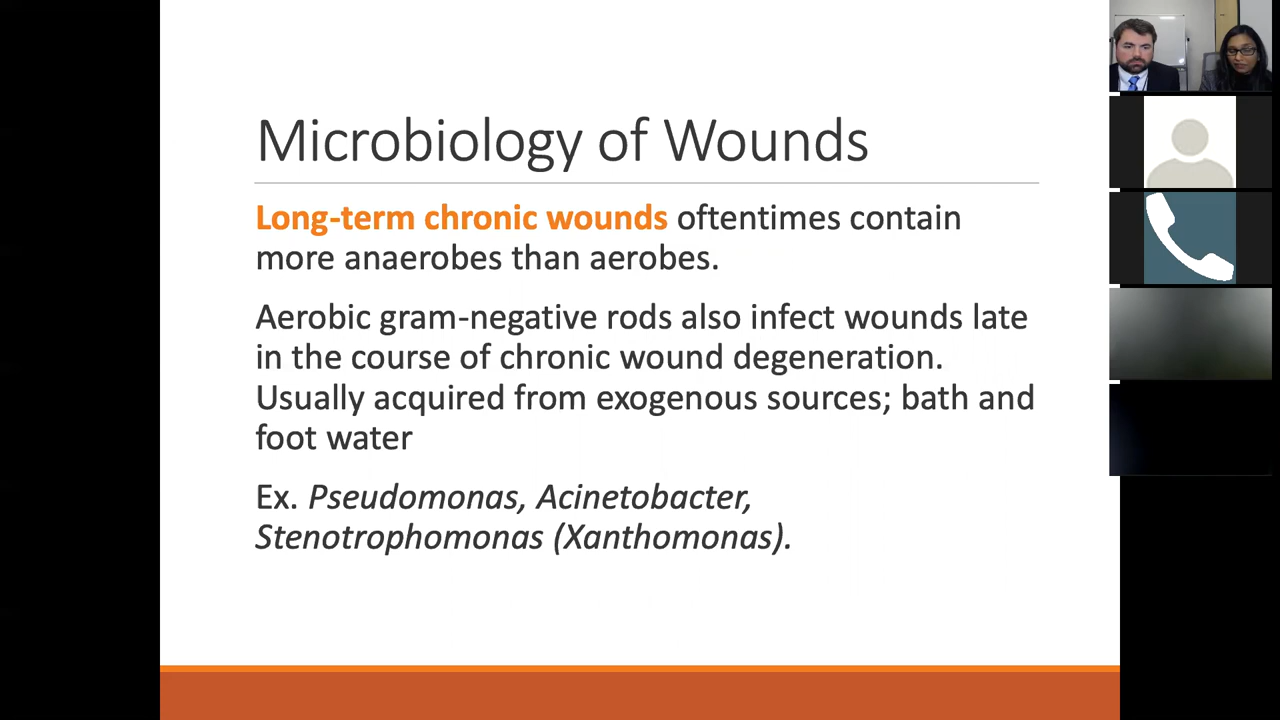 Microbiology of Wounds
Long-term chronic wounds oftentimes contain
more anaerobes than aerobes.
Aerobic gram-negative rods also infect wounds late
in the course of chronic wound degeneration.
Usually acquired from exogenous sources; bath and
foot water
Ex. Pseudomonas, Acinetobacter,
Stenotrophomonas (Xanthomonas).